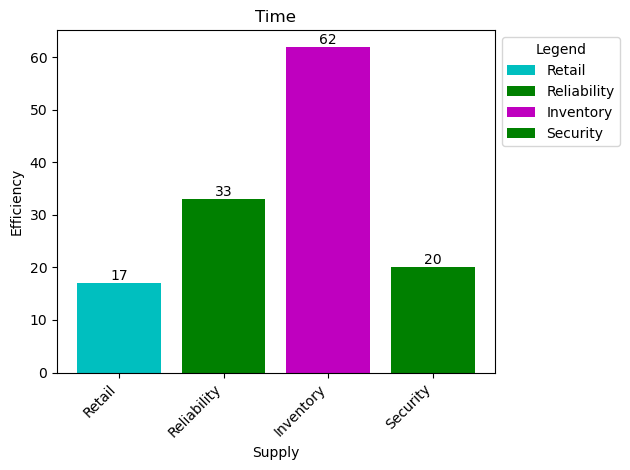 Time
62
33
20
17
60
50
40
30
20
10
0
Efficiency
Retail
Reliability
Inventory
Security
Supply
Legend
Retail
Reliability
Inventory
Security